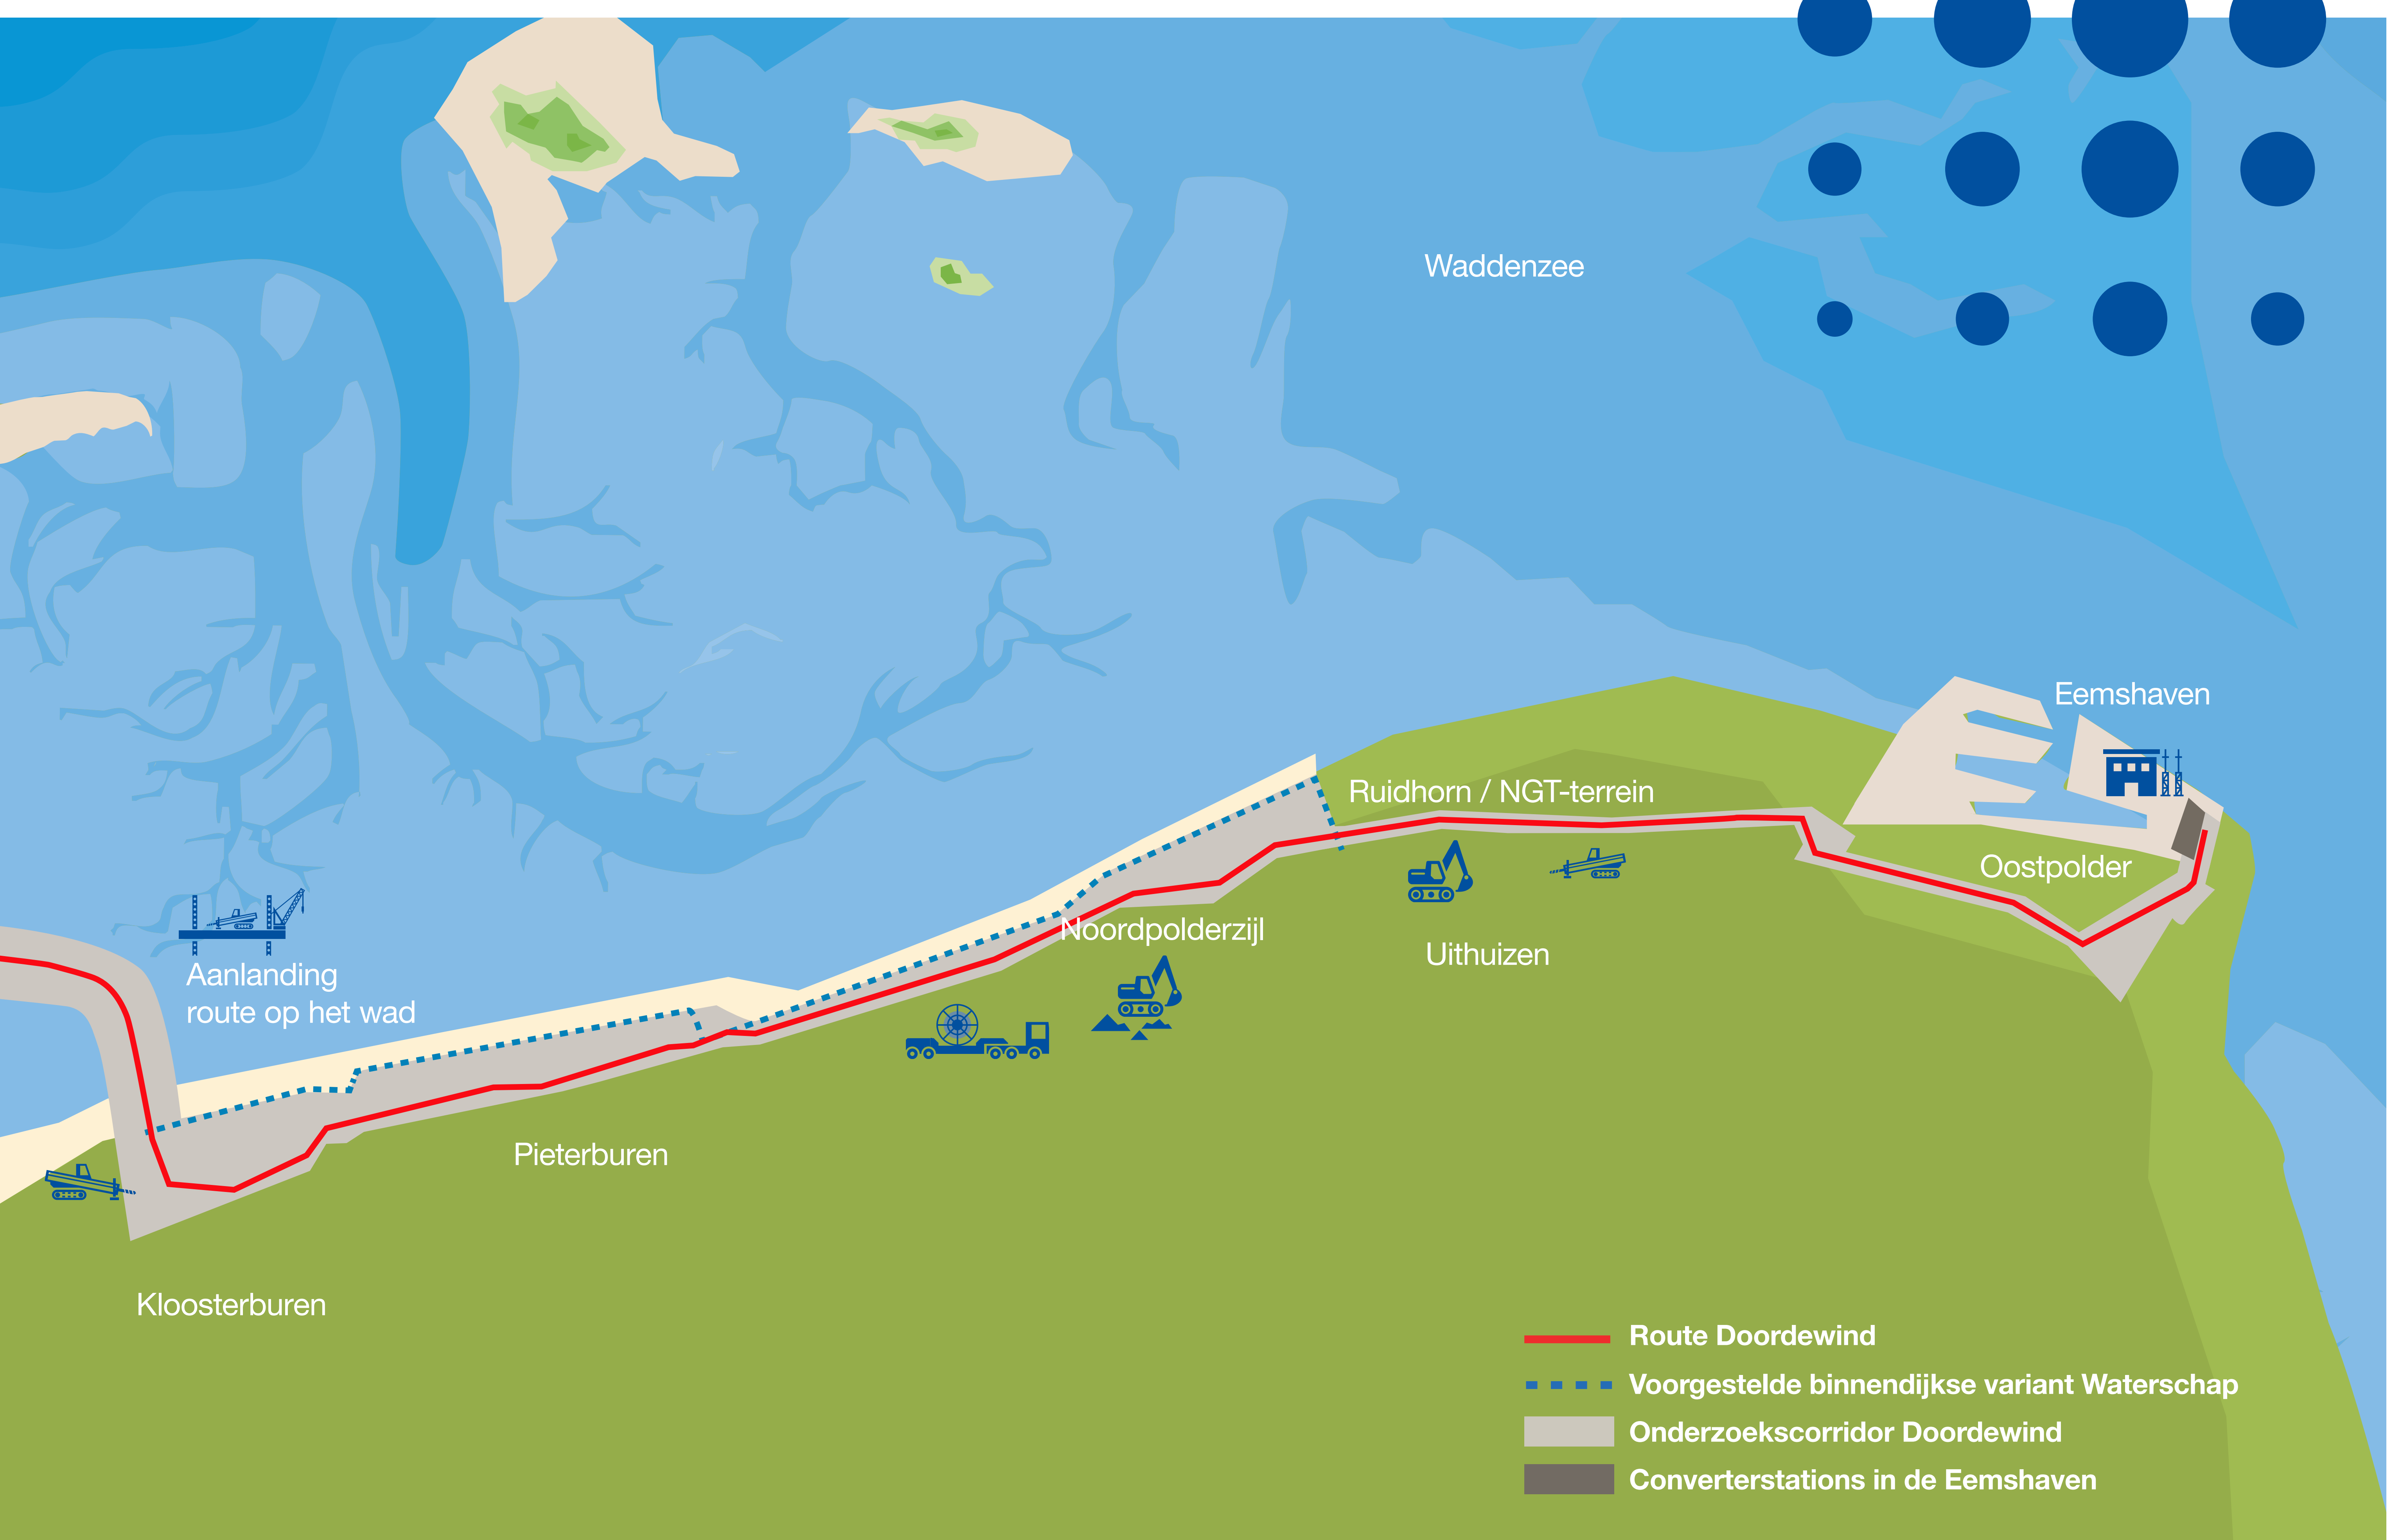 Waddenzee
Eemshaven
Ruidhorn / NGT-terrein
Oostpolder
Noordpolderzijl
Uithuizen
Aanlanding
route op het wad
Pieterburen
Kloosterburen
Route Doordewind
Voorgestelde binnendijkse variant Waterschap
Onderzoekscorridor Doordewind
Converterstations in de Eemshaven